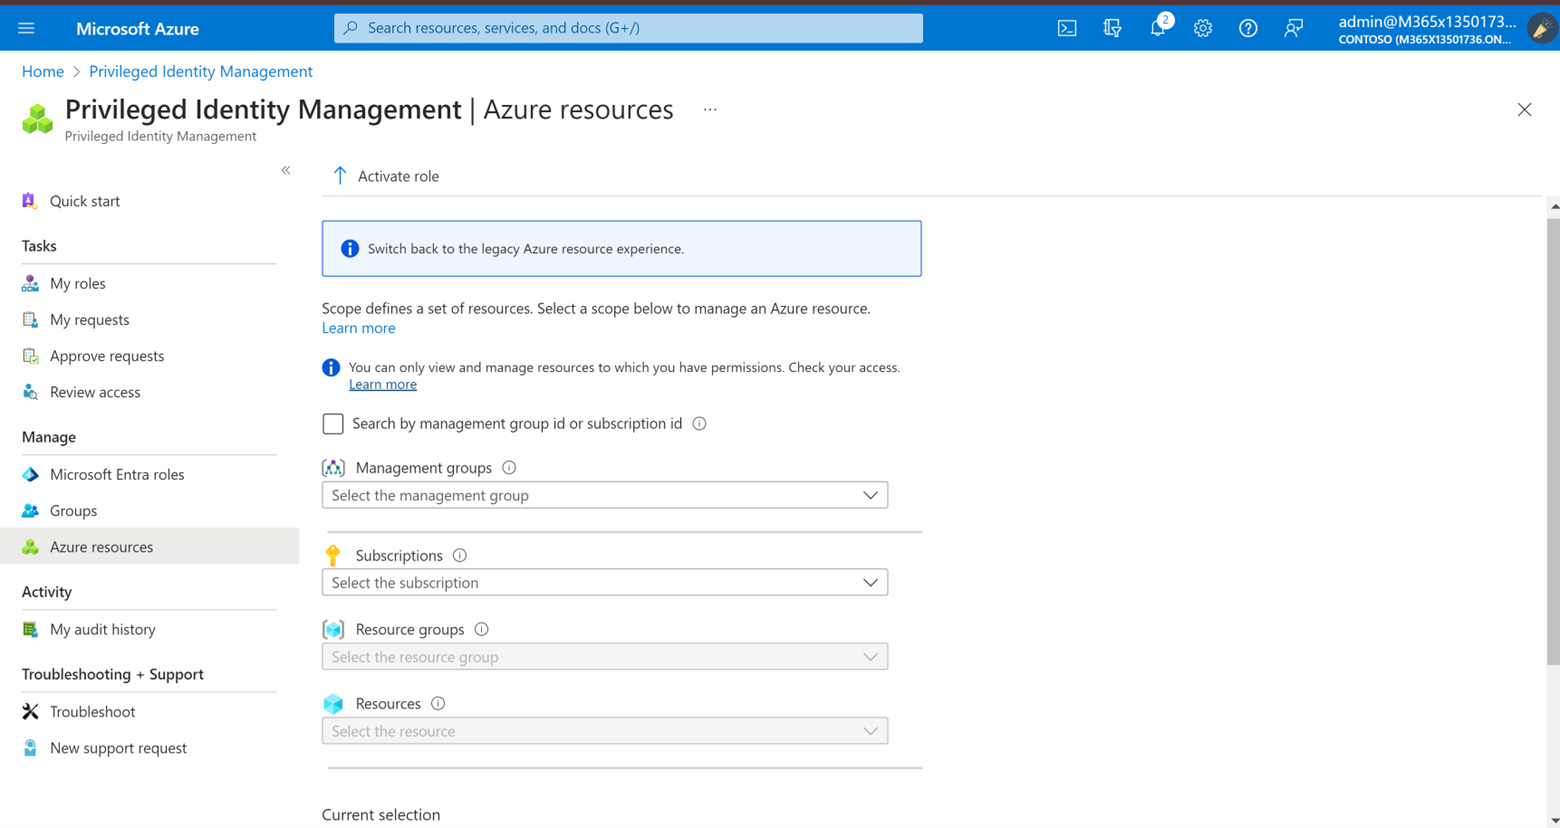 Microsoft Azure
Search resources, services, and docs (G+/)
2
admin@M365x1350173...
CONTOSO (M365X13501736.ON...
Home > Privileged Identity Management
Privileged Identity Management | Azure resources ...
Privileged Identity Management
«
Quick start
Tasks
My roles
My requests
Approve requests
Review access
Manage
Microsoft Entra roles
Groups
Azure resources
Activity
My audit history
Troubleshooting + Support
Troubleshoot
New support request
Activate role
Switch back to the legacy Azure resource experience.
Scope defines a set of resources. Select a scope below to manage an Azure resource.
Learn more
You can only view and manage resources to which you have permissions. Check your access.
Learn more
Search by management group id or subscription id
Management groups
Select the management group
Subscriptions
Select the subscription
Resource groups
Select the resource group
Resources
Select the resource
Current selection